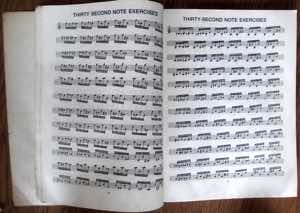 THIRTY SECOND NOTE EXERCISES
THIRTY-SECOND NOTE EXERCISES